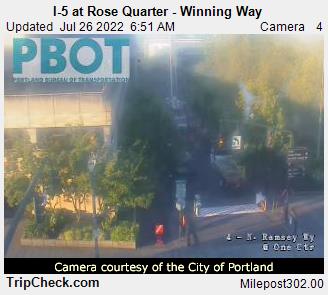 I-5 at Rose Quarter - Winning Way
Updated Jul 26 2022 6:51 AM Camera 4
PBOT
PORTLAND BUREAU OF TRANSPORTATION
4 - N. Ramsey Wy
@ One Ctr
Camera courtesy of the City of Portland
TripCheck.com Milepost302.00